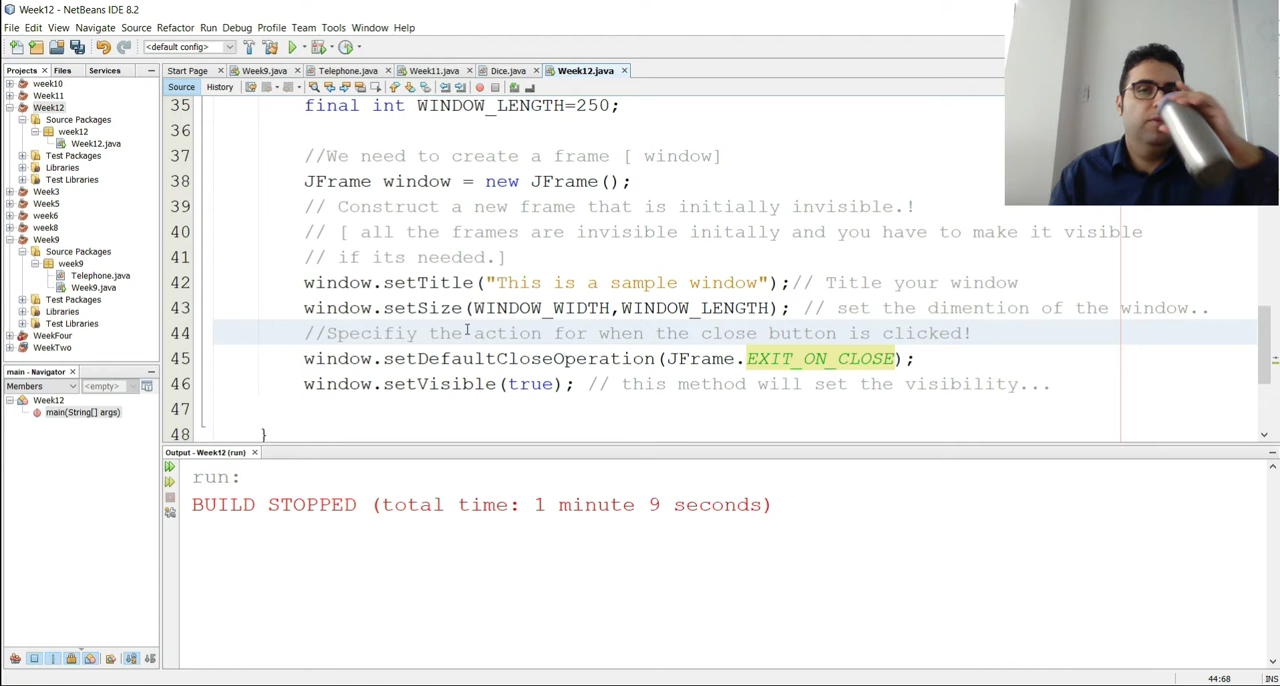 Week12 - NetBeans IDE 8.2
File Edit View Navigate Source Refactor Run Debug Profile Team Tools Window Help
<default config>
Projects Files Services
Start Page Week9.java Telephone.java Week11.java Dice.java Week12.java
Source History
week10
Week11
Week12
Source Packages
week12
Week12.java
Test Packages
Libraries
Test Libraries
Week3
Week5
week6
week8
Week9
Source Packages
week9
Telephone.java
Week9.java
Test Packages
Libraries
Test Libraries
WeekFour
WeekTwo
main - Navigator
Members <empty>
Week12
main(String[] args)
35 final int WINDOW_LENGTH=250;
36
37 //We need to create a frame [ window]
38 JFrame window = new JFrame();
39 // Construct a new frame that is initially invisible.!
40 // [ all the frames are invisible initally and you have to make it visible
41 // if its needed.]
42 window.setTitle("This is a sample window");// Title your window
43 window.setSize(WINDOW_WIDTH,WINDOW_LENGTH); // set the dimention of the window..
44 //Specifiy the action for when the close button is clicked!
45 window.setDefaultCloseOperation(JFrame.EXIT_ON_CLOSE);
46 window.setVisible(true); // this method will set the visibility...
47
48 }
Output - Week12 (run)
run:
BUILD STOPPED (total time: 1 minute 9 seconds)
44:68 INS